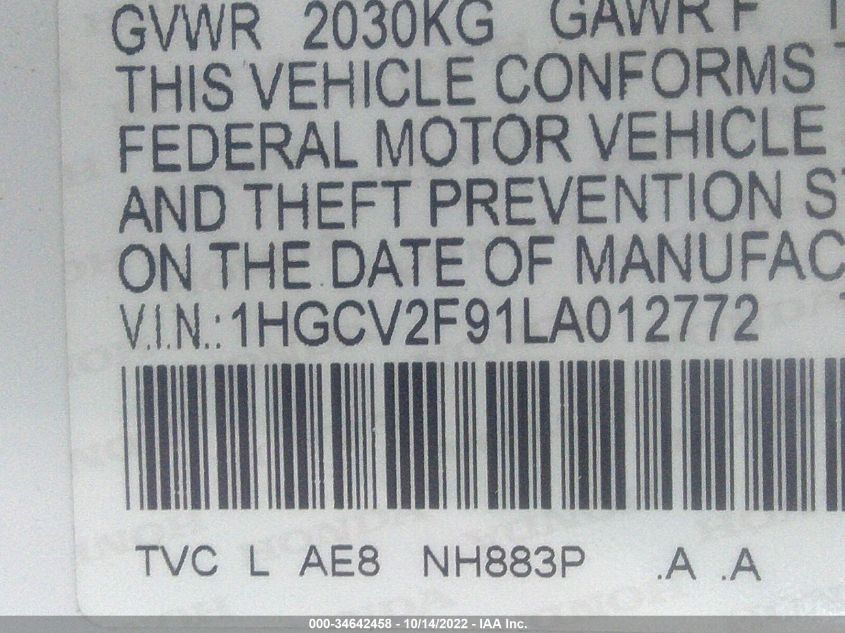 GVWR 2030KG GAWR F
THIS VEHICLE CONFORMS
FEDERAL MOTOR VEHICLE
AND THEFT PREVENTION
ON THE DATE OF MANUFAC
V.I.N.: 1HGCV2F91LA012772
TVC L AE8 NH883P .A .A
000-34642458 - 10/14/2022 - IAA Inc.